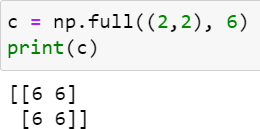 c = np.full((2,2), 6)
print(c)
[[6 6]
 [6 6]]